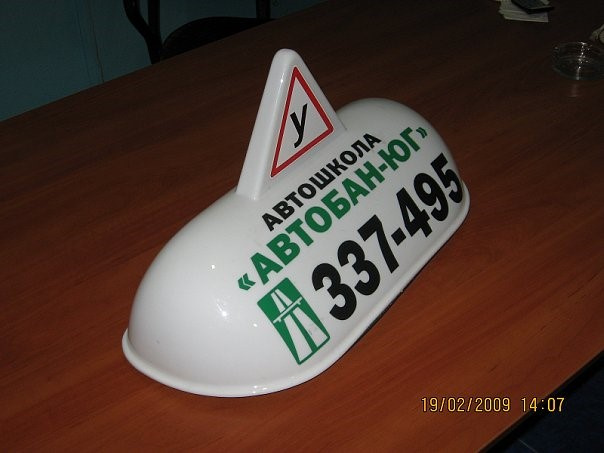 У
АВТОШКОЛА
«АВТОБАН-ЮГ»
337-495
19/02/2009 14:07